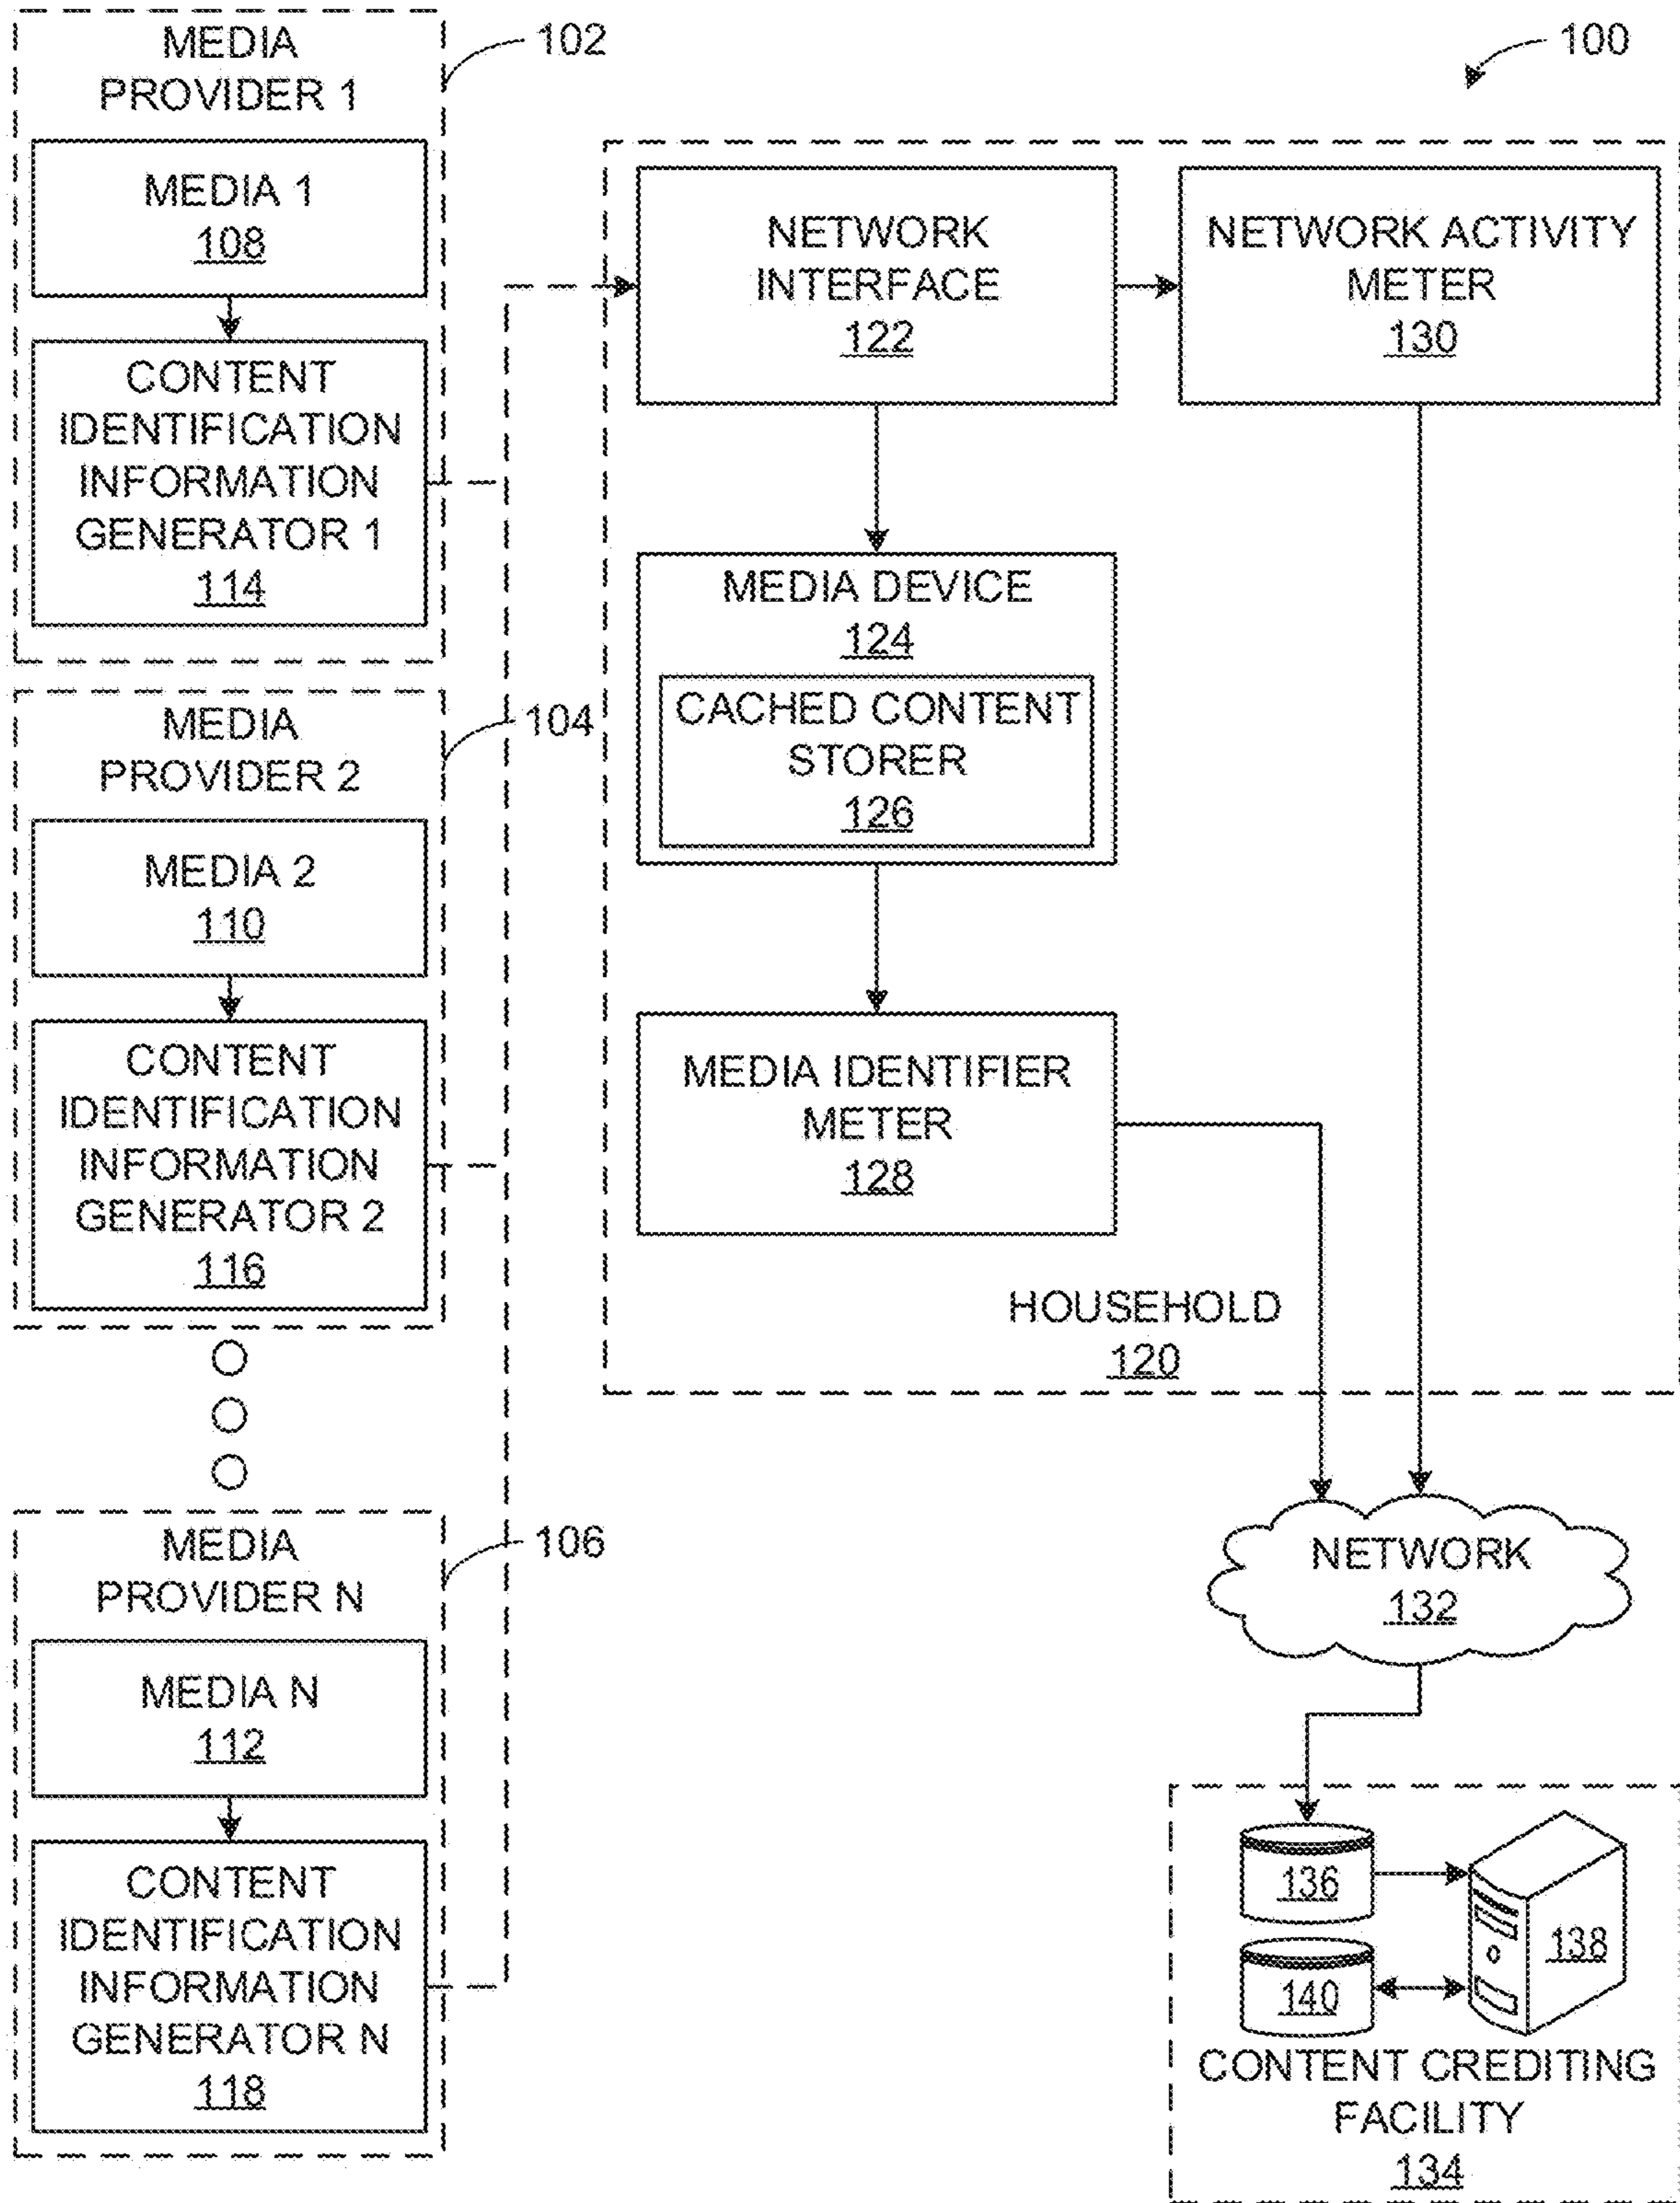 MEDIA
PROVIDER 1
102
MEDIA 1
108
CONTENT
IDENTIFICATION
INFORMATION
GENERATOR 1
114
MEDIA
PROVIDER 2
104
MEDIA 2
110
CONTENT
IDENTIFICATION
INFORMATION
GENERATOR 2
116
MEDIA
PROVIDER N
106
MEDIA N
112
CONTENT
IDENTIFICATION
INFORMATION
GENERATOR N
118
100
NETWORK
INTERFACE
122
NETWORK ACTIVITY
METER
130
MEDIA DEVICE
124
CACHED CONTENT
STORER
126
MEDIA IDENTIFIER
METER
128
HOUSEHOLD
120
NETWORK
132
136
138
140
CONTENT CREDITING
FACILITY
134